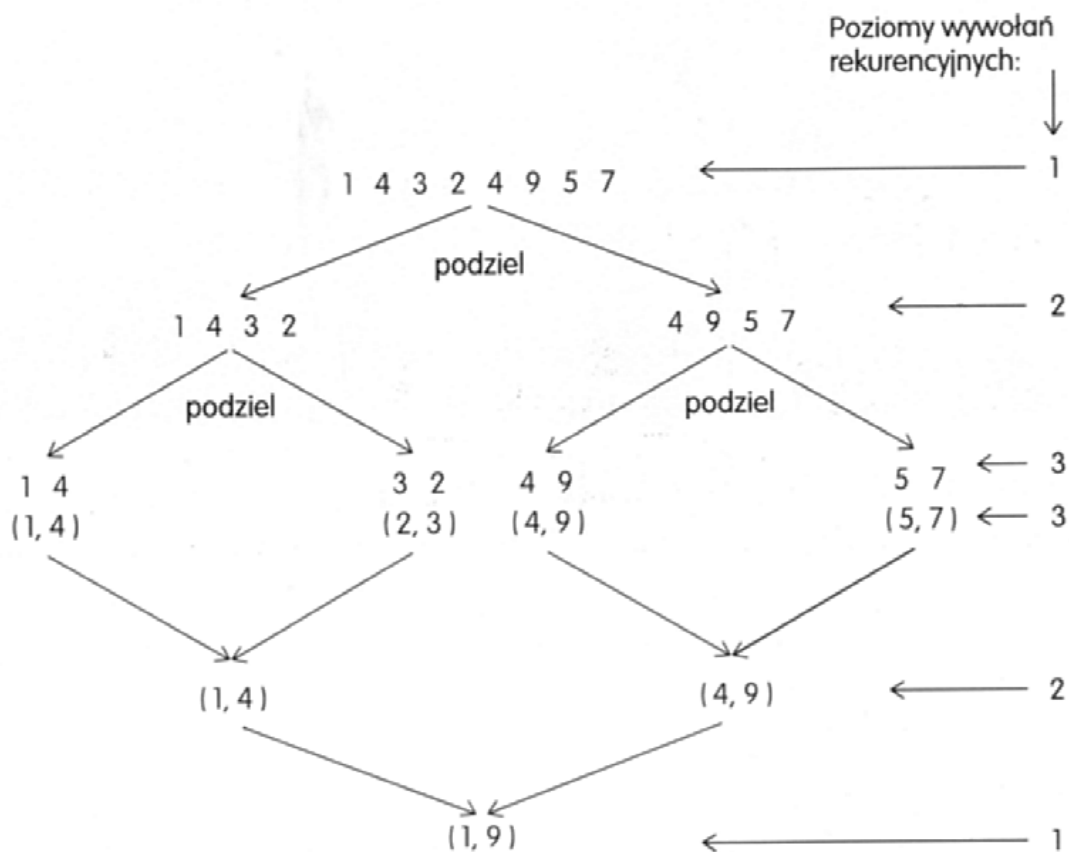 Poziomy wywołań
rekurencyjnych:
1 4 3 2 4 9 5 7
1
podziel
1 4 3 2
4 9 5 7
2
podziel
podziel
1 4
3 2
4 9
5 7
3
(1,4)
(2,3)
(4,9)
(5,7)
3
(1,4)
(4,9)
2
(1,9)
1